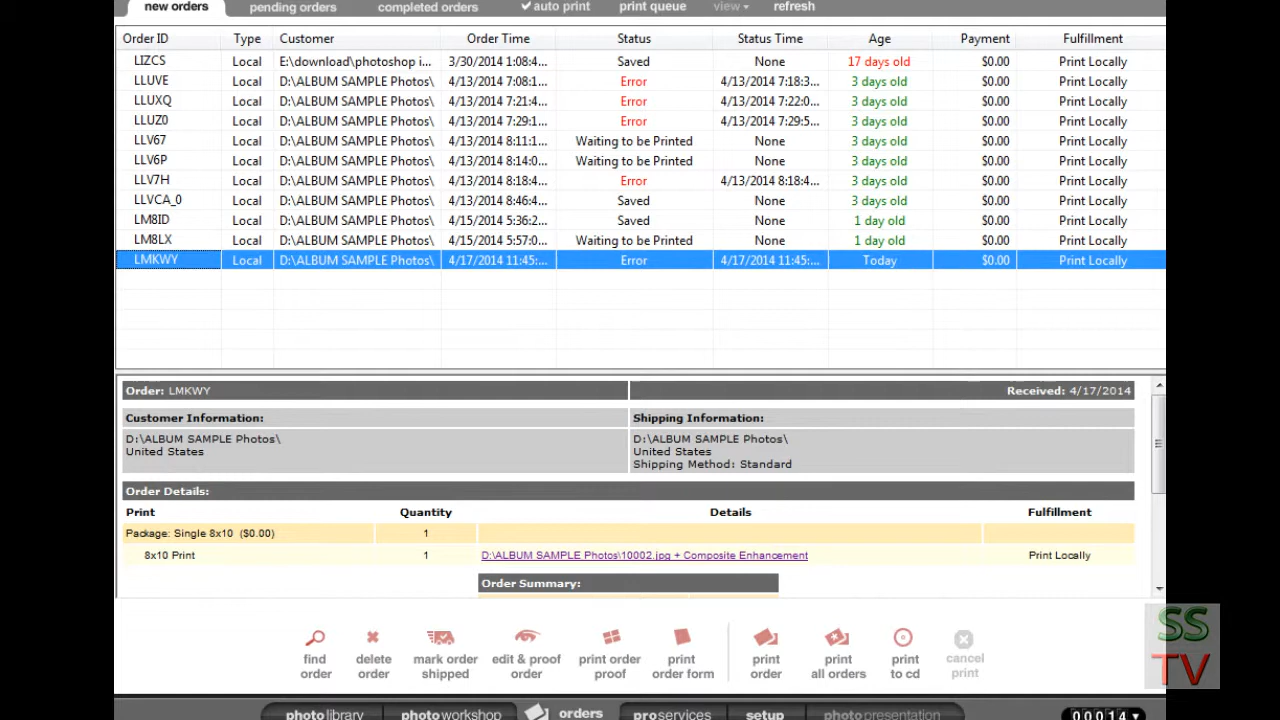 new orders pending orders completed orders ✔ auto print print queue view ▾ refresh
Order ID Type Customer Order Time Status Status Time Age Payment Fulfillment
LIZCS Local E:\download\photoshop i... 3/30/2014 1:08:4... Saved None 17 days old $0.00 Print Locally
LLUVE Local D:\ALBUM SAMPLE Photos\ 4/13/2014 7:08:1... Error 4/13/2014 7:18:3... 3 days old $0.00 Print Locally
LLUXQ Local D:\ALBUM SAMPLE Photos\ 4/13/2014 7:21:4... Error 4/13/2014 7:22:0... 3 days old $0.00 Print Locally
LLUZ0 Local D:\ALBUM SAMPLE Photos\ 4/13/2014 7:29:1... Error 4/13/2014 7:29:5... 3 days old $0.00 Print Locally
LLV67 Local D:\ALBUM SAMPLE Photos\ 4/13/2014 8:11:1... Waiting to be Printed None 3 days old $0.00 Print Locally
LLV6P Local D:\ALBUM SAMPLE Photos\ 4/13/2014 8:14:0... Waiting to be Printed None 3 days old $0.00 Print Locally
LLV7H Local D:\ALBUM SAMPLE Photos\ 4/13/2014 8:18:4... Error 4/13/2014 8:18:4... 3 days old $0.00 Print Locally
LLVCA_0 Local D:\ALBUM SAMPLE Photos\ 4/13/2014 8:46:4... Saved None 3 days old $0.00 Print Locally
LM8ID Local D:\ALBUM SAMPLE Photos\ 4/15/2014 5:36:2... Saved None 1 day old $0.00 Print Locally
LM8LX Local D:\ALBUM SAMPLE Photos\ 4/15/2014 5:57:0... Waiting to be Printed None 1 day old $0.00 Print Locally
LMKWY Local D:\ALBUM SAMPLE Photos\ 4/17/2014 11:45:... Error 4/17/2014 11:45:... Today $0.00 Print Locally
Order: LMKWY Received: 4/17/2014
Customer Information: Shipping Information:
D:\ALBUM SAMPLE Photos\ D:\ALBUM SAMPLE Photos\
United States United States
Shipping Method: Standard
Order Details:
Print Quantity Details Fulfillment
Package: Single 8x10 ($0.00) 1
8x10 Print 1 D:\ALBUM SAMPLE Photos\10002.jpg + Composite Enhancement Print Locally
Order Summary:
find order delete order mark order shipped edit & proof order print order proof print order form print order print all orders print to cd cancel print
SS TV
photo library photo workshop orders pro services setup photo presentation 00014